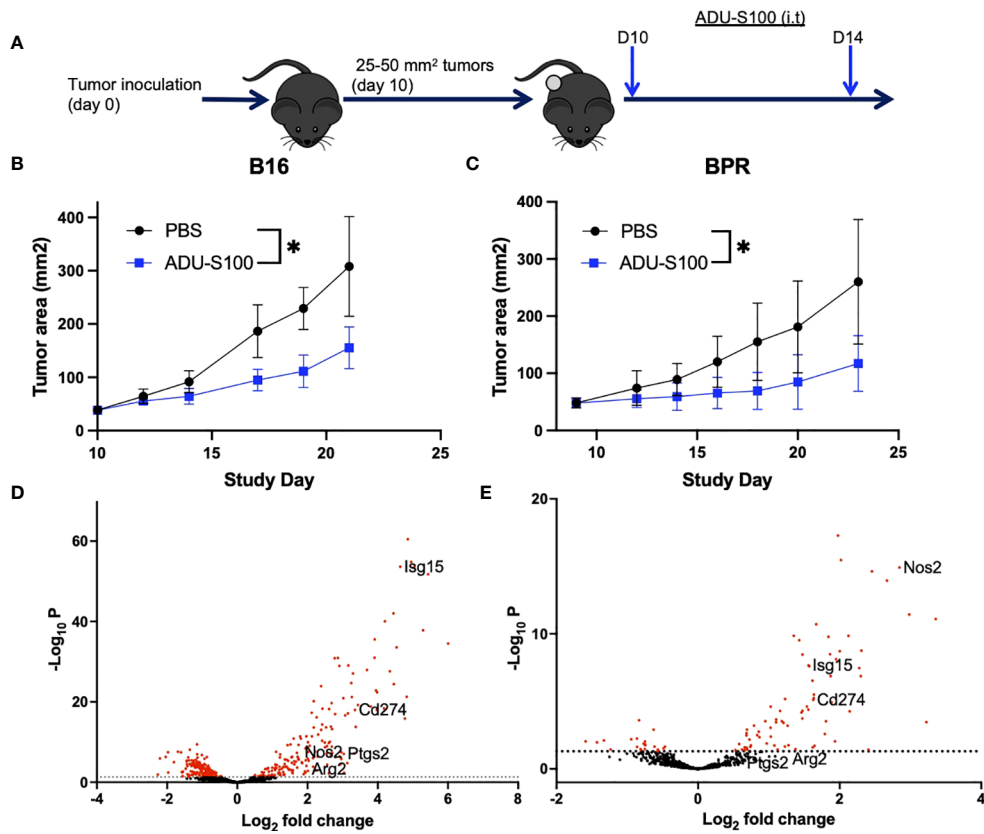 A
Tumor inoculation
(day 0)
25-50 mm² tumors
(day 10)
ADU-S100 (i.t)
D10
D14
B
B16
Tumor area (mm2)
400
300
200
100
0
PBS
ADU-S100
*
10
15
20
25
Study Day
C
BPR
Tumor area (mm2)
400
300
200
100
0
PBS
ADU-S100
*
10
15
20
25
Study Day
D
-Log₁₀ P
60
40
20
0
Isg15
Cd274
Nos2
Ptgs2
Arg2
-4
-2
0
2
4
6
8
Log₂ fold change
E
-Log₁₀ P
20
10
0
Nos2
Isg15
Cd274
Ptgs2
Arg2
-2
0
2
4
Log₂ fold change